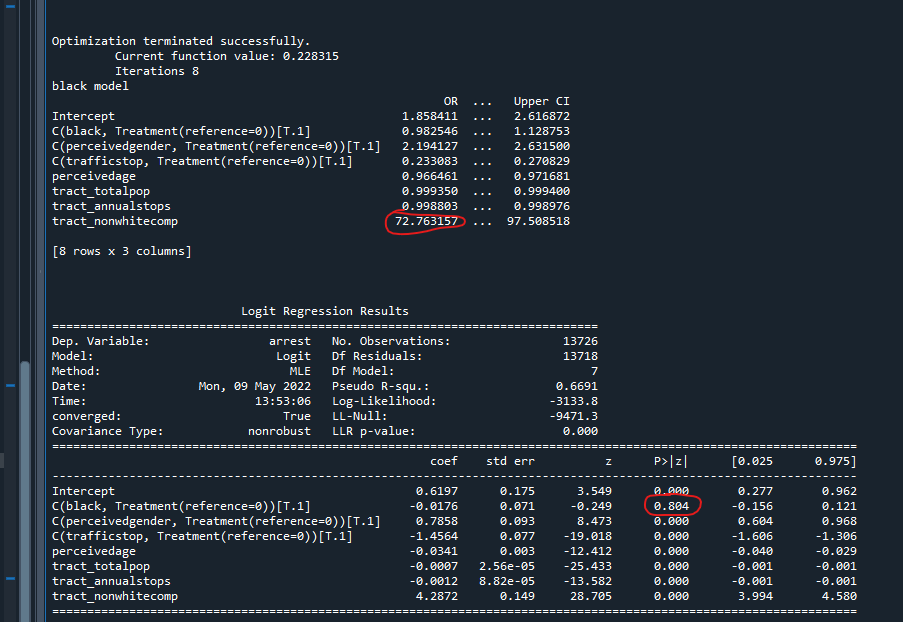 Optimization terminated successfully.
Current function value: 0.228315
Iterations 8
black model
OR ... Upper CI
Intercept 1.858411 ... 2.616872
C(black, Treatment(reference=0))[T.1] 0.982546 ... 1.128753
C(perceivedgender, Treatment(reference=0))[T.1] 2.194127 ... 2.631500
C(trafficstop, Treatment(reference=0))[T.1] 0.233083 ... 0.270829
perceivedage 0.966461 ... 0.971681
tract_totalpop 0.999350 ... 0.999400
tract_annualstops 0.998803 ... 0.998976
tract_nonwhitecomp 72.763157 ... 97.508518
[8 rows x 3 columns]
Logit Regression Results
==============================================================================
Dep. Variable: arrest No. Observations: 13726
Model: Logit Df Residuals: 13718
Method: MLE Df Model: 7
Date: Mon, 09 May 2022 Pseudo R-squ.: 0.6691
Time: 13:53:06 Log-Likelihood: -3133.8
converged: True LL-Null: -9471.3
Covariance Type: nonrobust LLR p-value: 0.000
===================================================================================================================
coef std err z P>|z| [0.025 0.975]
-------------------------------------------------------------------------------------------------------------------
Intercept 0.6197 0.175 3.549 0.000 0.277 0.962
C(black, Treatment(reference=0))[T.1] -0.0176 0.071 -0.249 0.804 -0.156 0.121
C(perceivedgender, Treatment(reference=0))[T.1] 0.7858 0.093 8.473 0.000 0.604 0.968
C(trafficstop, Treatment(reference=0))[T.1] -1.4564 0.077 -19.018 0.000 -1.606 -1.306
perceivedage -0.0341 0.003 -12.412 0.000 -0.040 -0.029
tract_totalpop -0.0007 2.56e-05 -25.433 0.000 -0.001 -0.001
tract_annualstops -0.0012 8.82e-05 -13.582 0.000 -0.001 -0.001
tract_nonwhitecomp 4.2872 0.149 28.705 0.000 3.994 4.580
===================================================================================================================